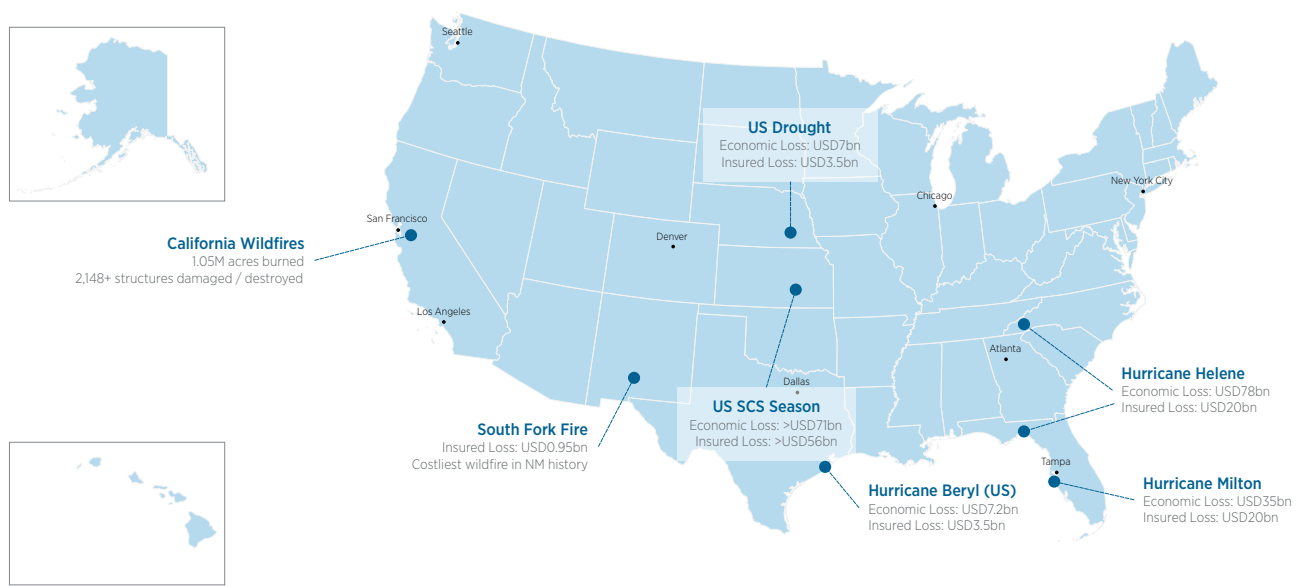 Seattle
US Drought
Economic Loss: USD7bn
Insured Loss: USD3.5bn
New York City
Chicago
San Francisco
Denver
California Wildfires
1.05M acres burned
2,148+ structures damaged / destroyed
Los Angeles
Atlanta
Dallas
Hurricane Helene
Economic Loss: USD78bn
Insured Loss: USD20bn
US SCS Season
Economic Loss: >USD71bn
Insured Loss: >USD56bn
South Fork Fire
Insured Loss: USD0.95bn
Costliest wildfire in NM history
Tampa
Hurricane Beryl (US)
Economic Loss: USD7.2bn
Insured Loss: USD3.5bn
Hurricane Milton
Economic Loss: USD35bn
Insured Loss: USD20bn